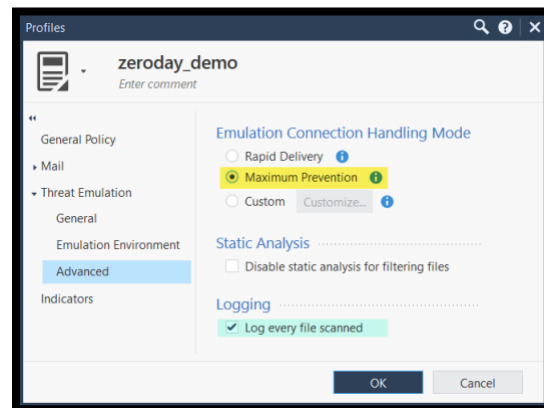 Profiles
zeroday_demo
Enter comment
General Policy
Mail
Threat Emulation
General
Emulation Environment
Advanced
Indicators
Emulation Connection Handling Mode
Rapid Delivery
Maximum Prevention
Custom Customize...
Static Analysis
Disable static analysis for filtering files
Logging
Log every file scanned
OK Cancel